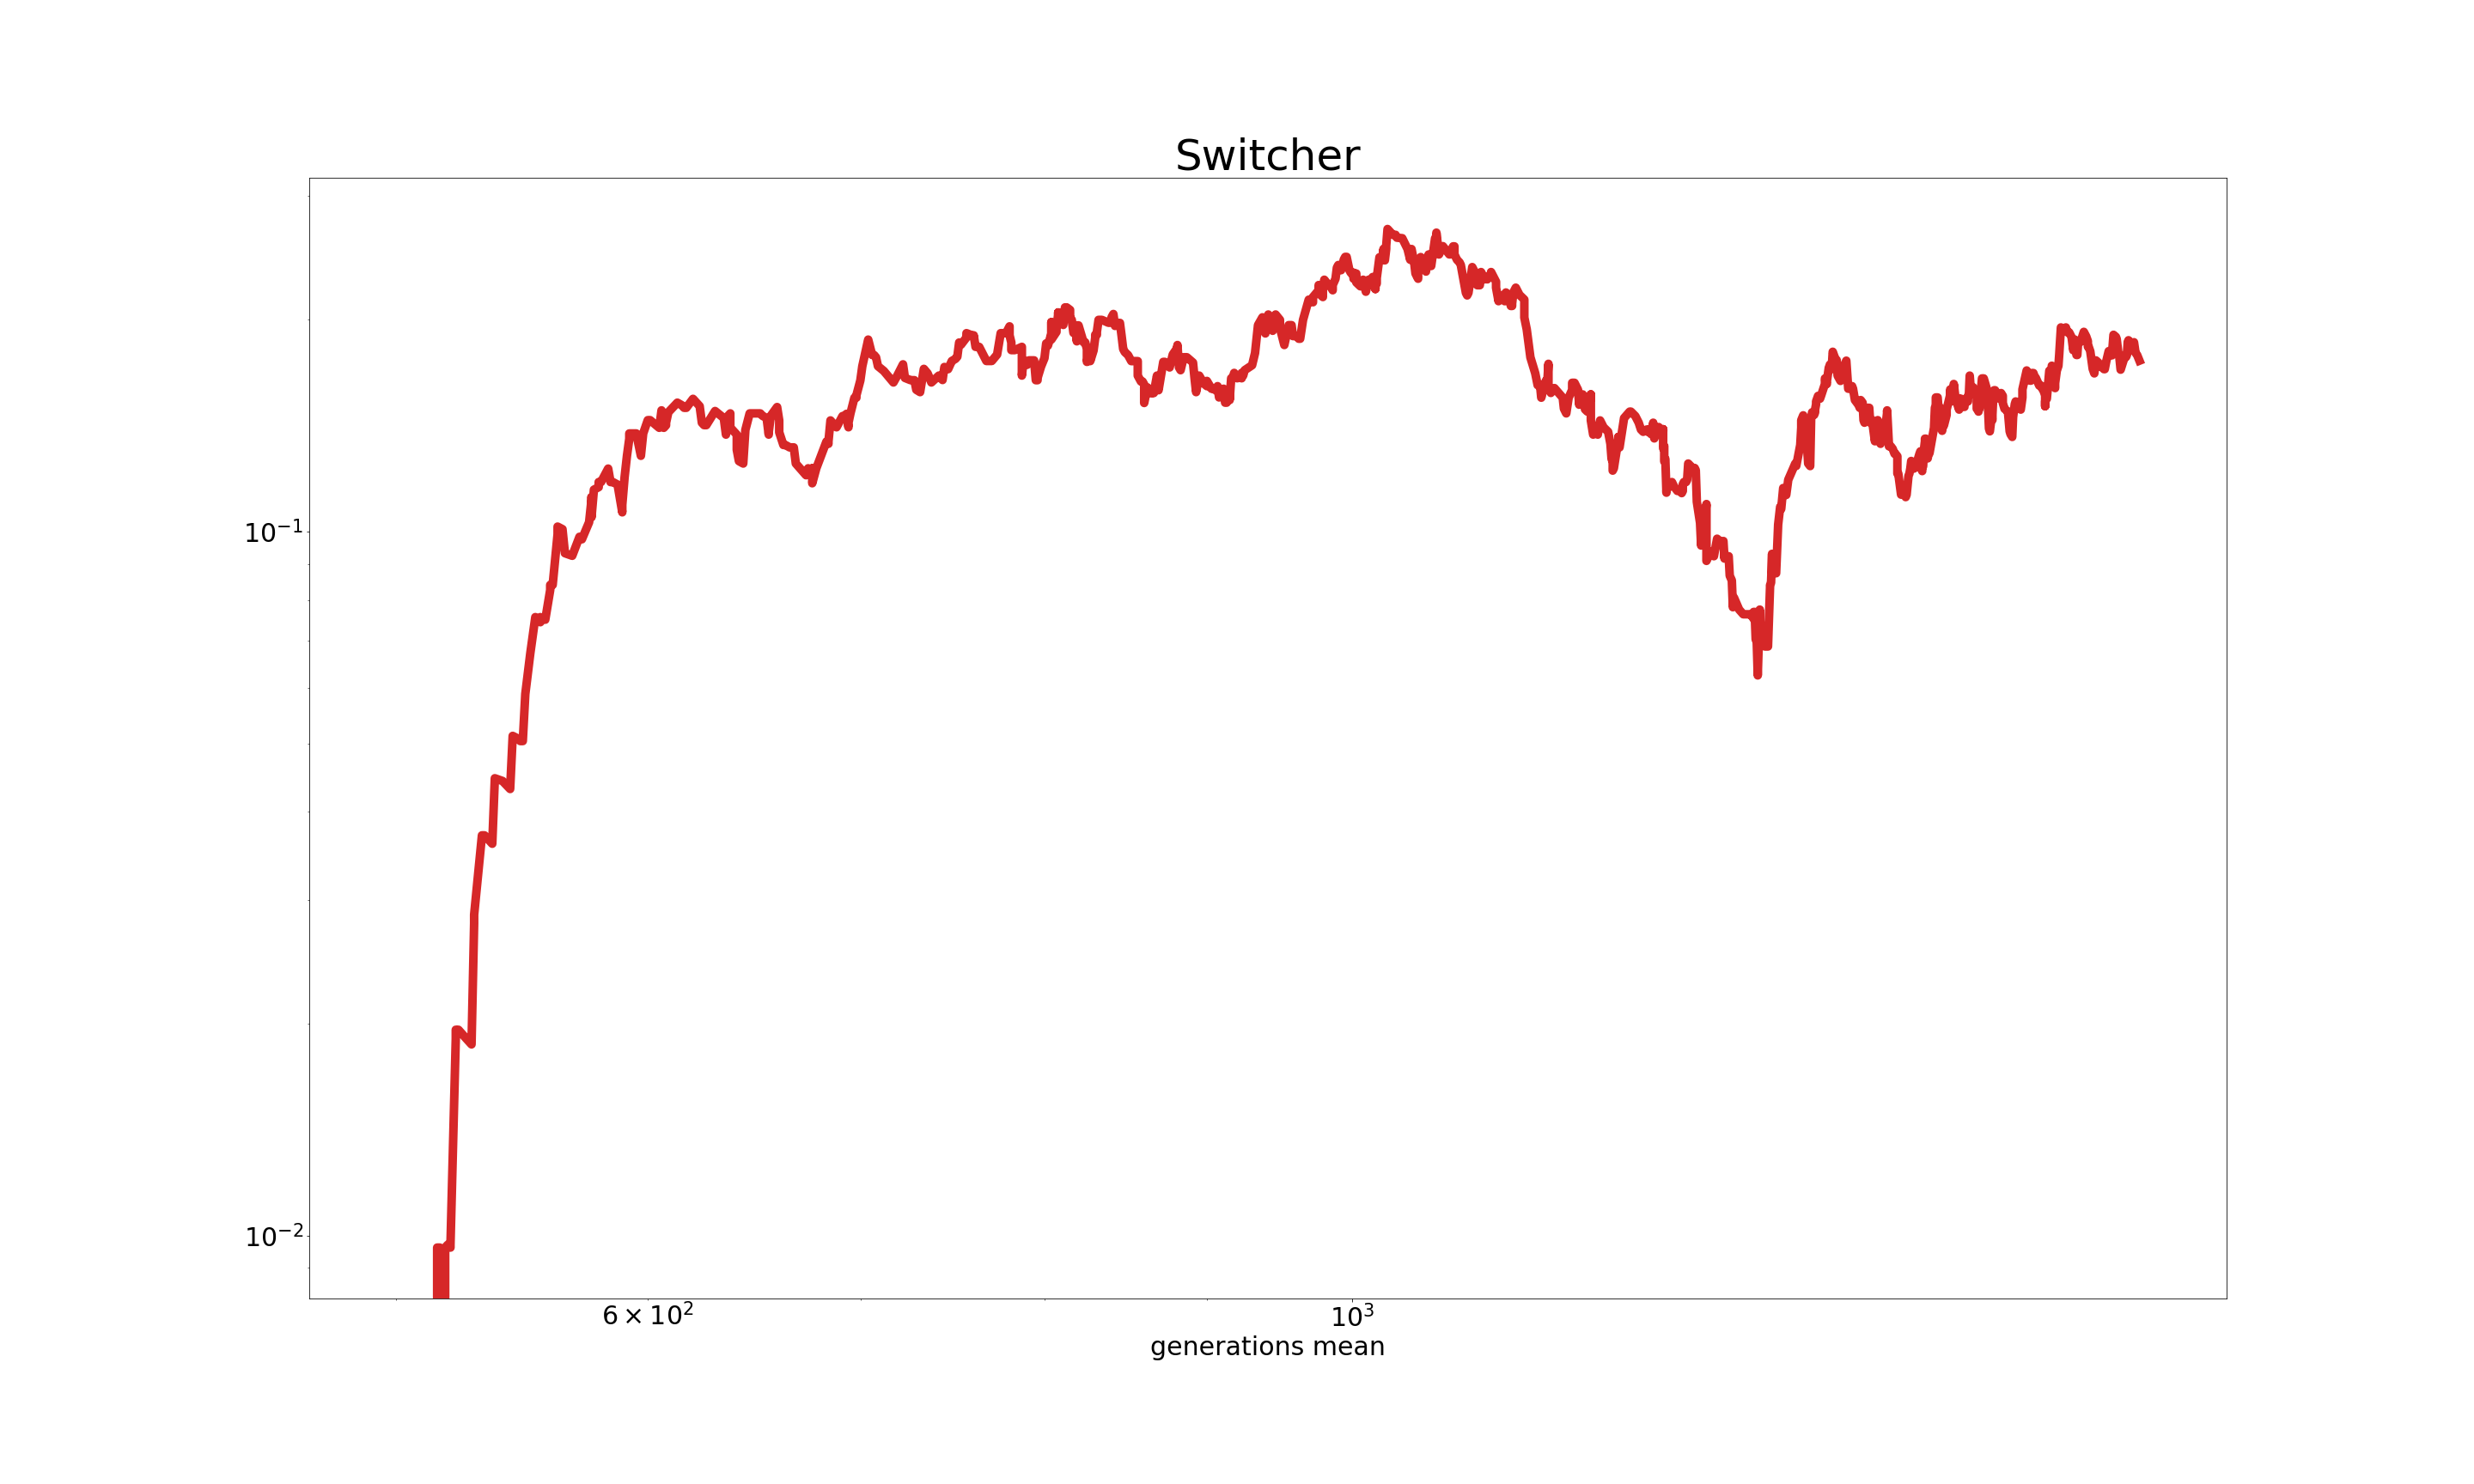 Switcher
10⁻¹
10⁻²
6 × 10²
10³
generations mean